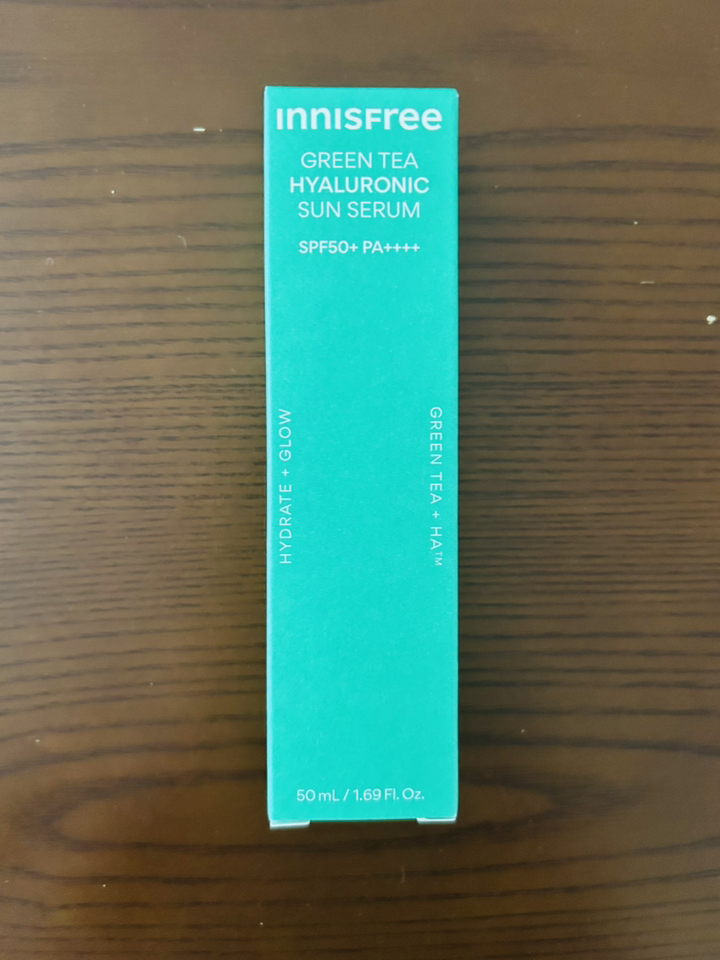 innisfree
GREEN TEA
HYALURONIC
SUN SERUM
SPF50+ PA++++
HYDRATE + GLOW
GREEN TEA + HA™
50 mL / 1.69 Fl. Oz.